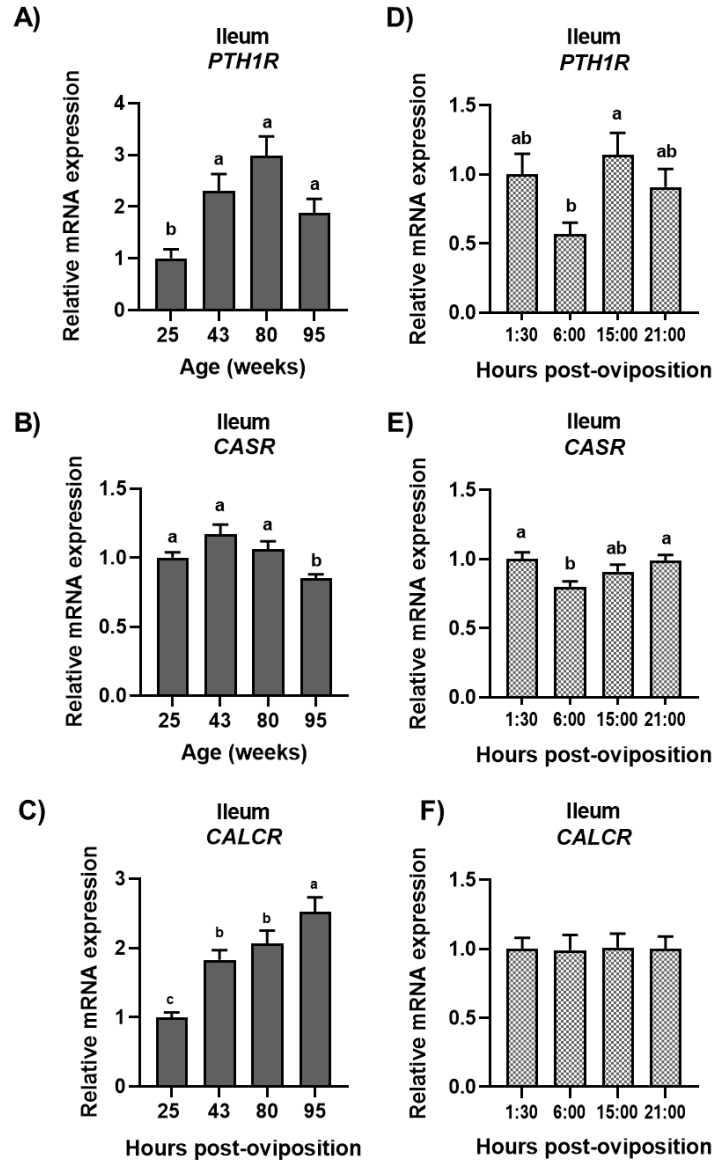 A)
Ileum
PTH1R
Relative mRNA expression
4
3
2
1
0
b
a
a
a
25 43 80 95
Age (weeks)
D)
Ileum
PTH1R
Relative mRNA expression
1.5
1.0
0.5
0.0
ab
b
a
ab
1:30 6:00 15:00 21:00
Hours post-oviposition
B)
Ileum
CASR
Relative mRNA expression
1.5
1.0
0.5
0.0
a
a
a
b
25 43 80 95
Age (weeks)
E)
Ileum
CASR
Relative mRNA expression
1.5
1.0
0.5
0.0
a
b
ab
a
1:30 6:00 15:00 21:00
Hours post-oviposition
C)
Ileum
CALCR
Relative mRNA expression
3
2
1
0
c
b
b
a
25 43 80 95
Hours post-oviposition
F)
Ileum
CALCR
Relative mRNA expression
1.5
1.0
0.5
0.0
1:30 6:00 15:00 21:00
Hours post-oviposition